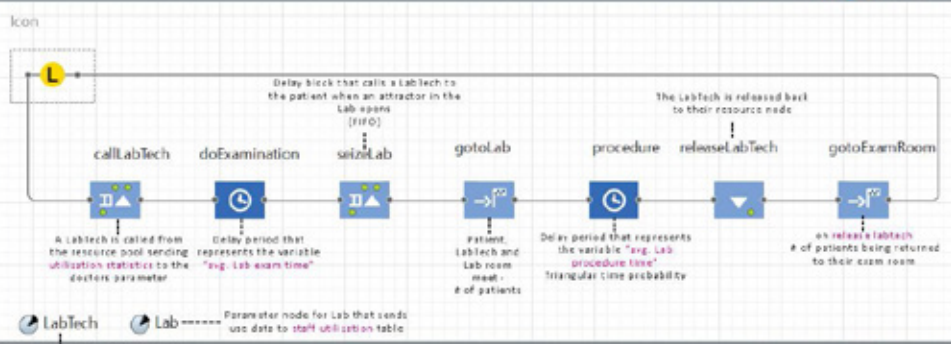 Icon
L
Delay block that calls a LabTech to
the patient when an attractor in the
Lab opens
(FIFO)
The LabTech is released back
to their resource node
callLabTech
doExamination
seizeLab
gotoLab
procedure
releaseLabTech
gotoExamRoom
A LabTech is called from
the resource pool sending
utilization statistics to the
doctors parameter
Delay period that
represents the variable
"avg. Lab exam time"
Patient,
LabTech and
Lab room
meet -
# of patients
Delay period that represents
the variable "avg. Lab
procedure time"
Triangular time probability
on release labtech
# of patients being returned
to their exam room
LabTech
Lab
Parameter node for Lab that sends
use data to staff utilization table